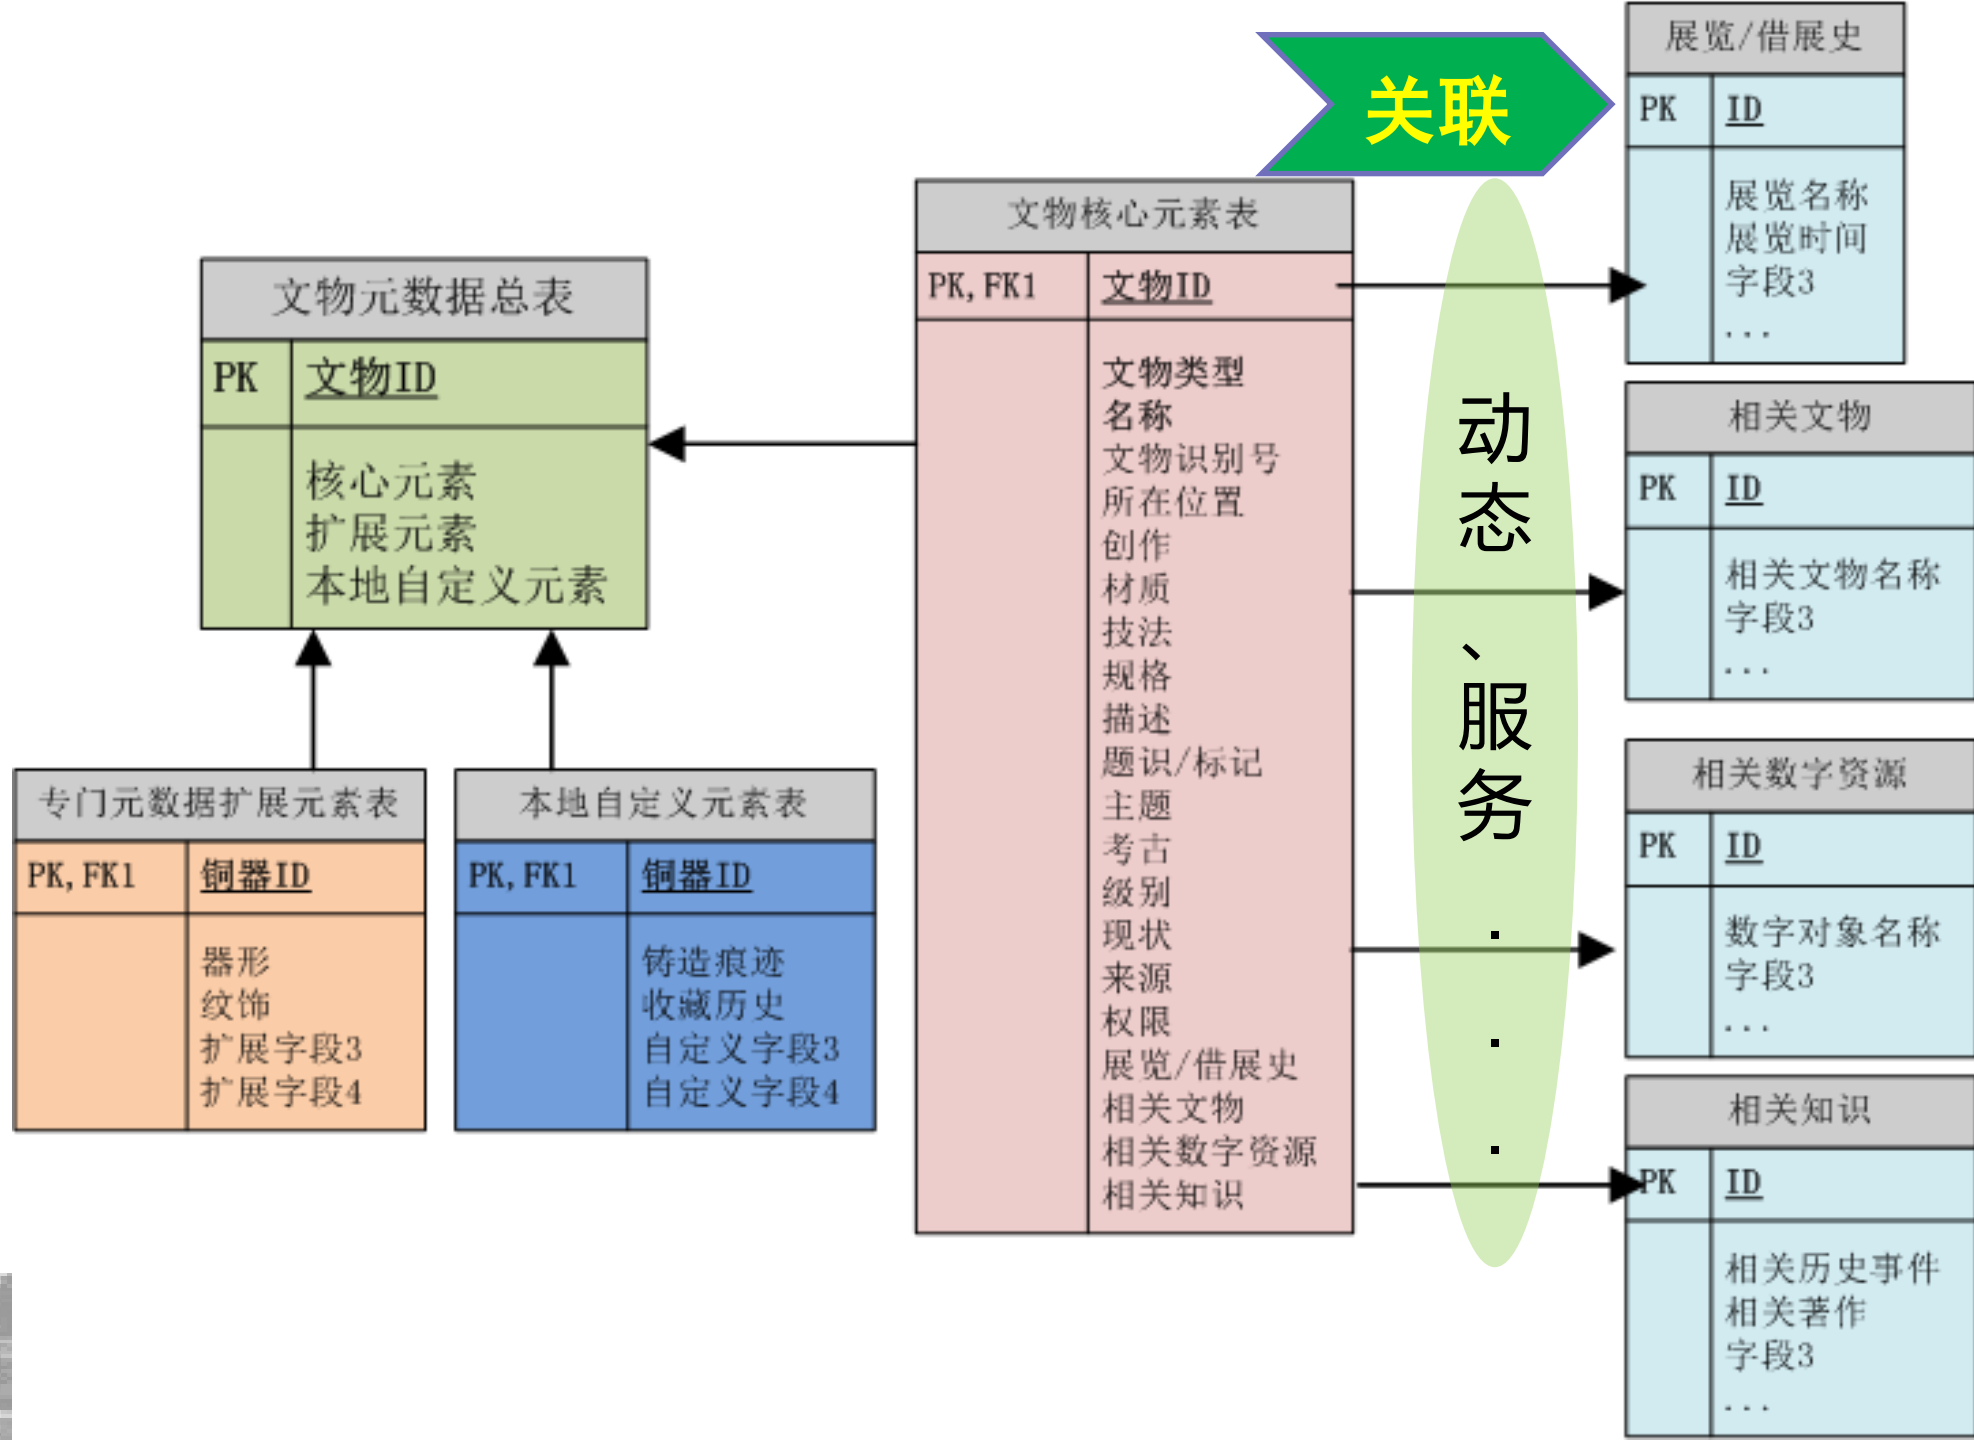 关联
文物元数据总表
PK 文物ID
核心元素
扩展元素
本地自定义元素
专门元数据扩展元素表
PK,FK1 铜器ID
器形
纹饰
扩展字段3
扩展字段4
本地自定义元素表
PK,FK1 铜器ID
铸造痕迹
收藏历史
自定义字段3
自定义字段4
文物核心元素表
PK,FK1 文物ID
文物类型
名称
文物识别号
所在位置
创作
材质
技法
规格
描述
题识/标记
主题
考古
级别
现状
来源
权限
展览/借展史
相关文物
相关数字资源
相关知识
动态、服务...
展览/借展史
PK ID
展览名称
展览时间
字段3
...
相关文物
PK ID
相关文物名称
字段3
...
相关数字资源
PK ID
数字对象名称
字段3
...
相关知识
PK ID
相关历史事件
相关著作
字段3
...